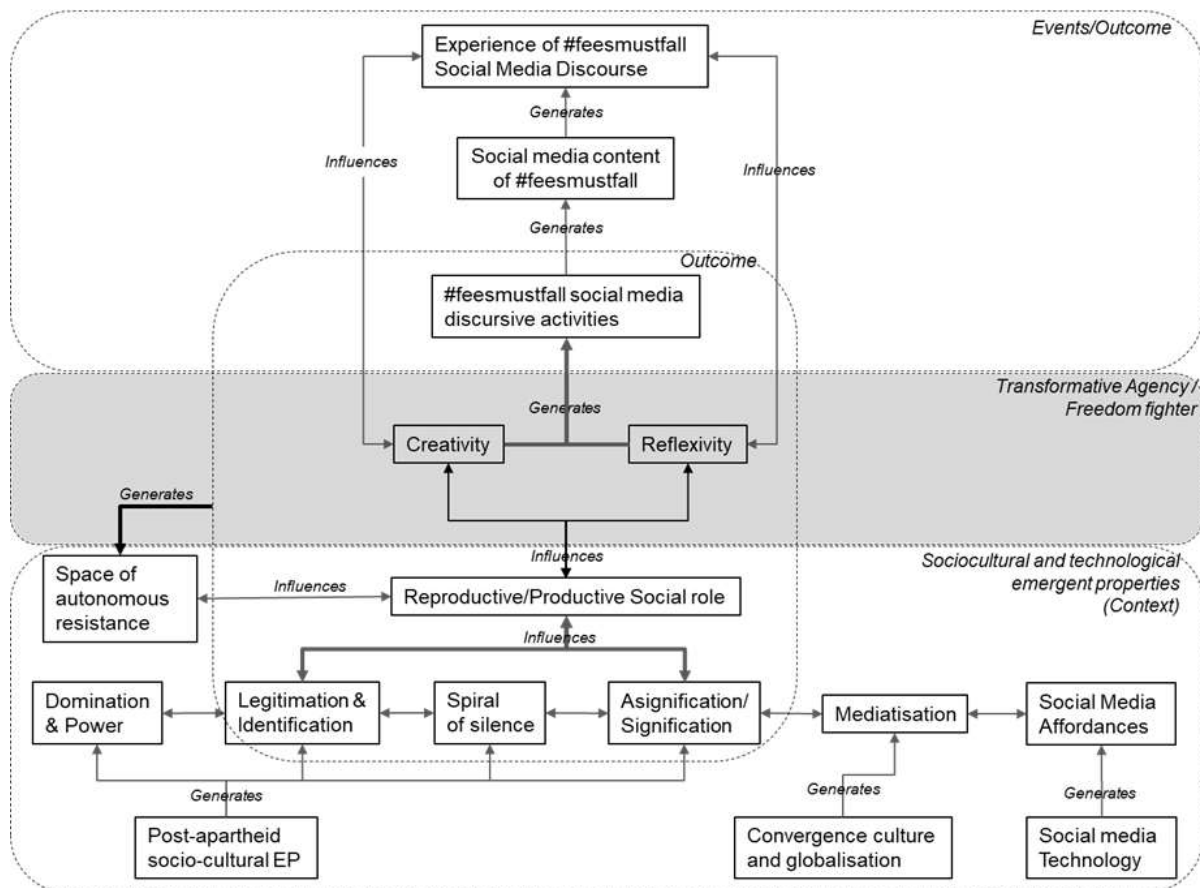 Events/Outcome
Experience of #feesmustfall
Social Media Discourse
Generates
Influences
Influences
Social media content
of #feesmustfall
Generates
Outcome
#feesmustfall social media
discursive activities
Transformative Agency /
Freedom fighter
Generates
Creativity
Reflexivity
Generates
Influences
Sociocultural and technological
emergent properties
(Context)
Space of
autonomous
resistance
Influences
Reproductive/Productive Social role
Influences
Domination
& Power
Legitimation &
Identification
Spiral
of silence
Asignification/
Signification
Mediatisation
Social Media
Affordances
Generates
Generates
Generates
Post-apartheid
socio-cultural EP
Convergence culture
and globalisation
Social media
Technology